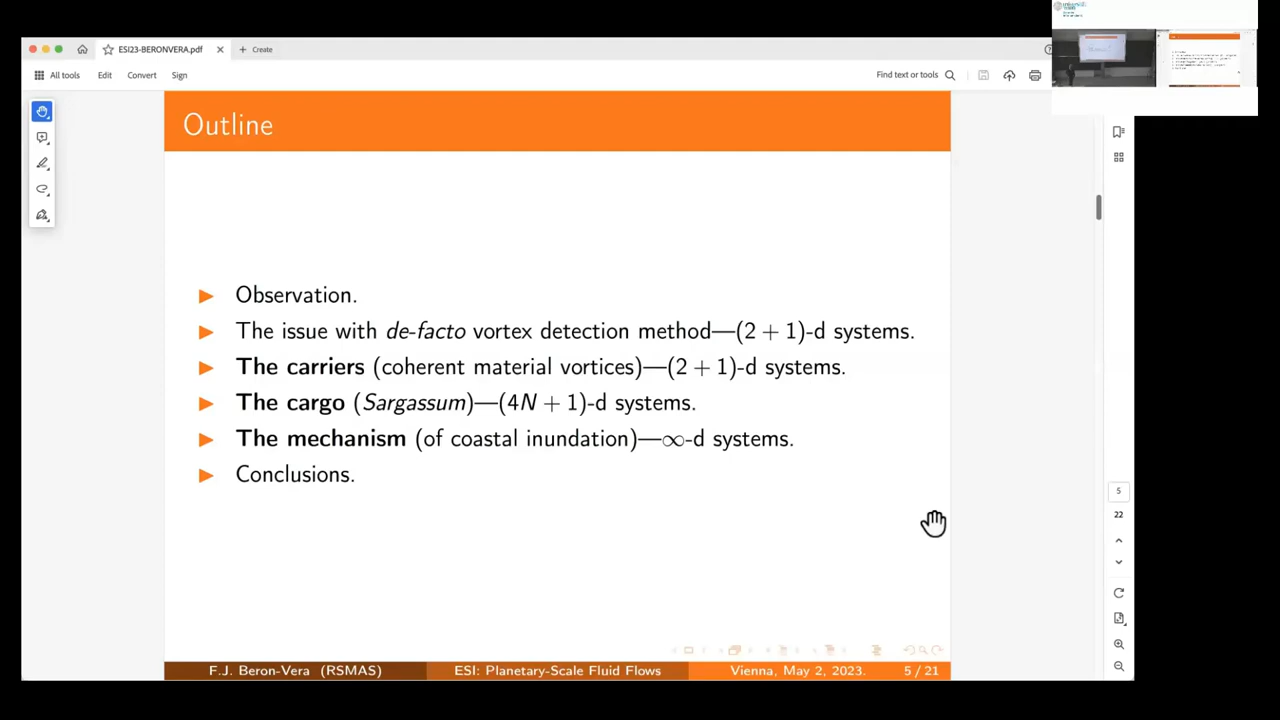 ESI23-BERONVERA.pdf
Create
All tools
Edit
Convert
Sign
Find text or tools
Outline
Observation.
The issue with de-facto vortex detection method—(2 + 1)-d systems.
The carriers (coherent material vortices)—(2 + 1)-d systems.
The cargo (Sargassum)—(4N + 1)-d systems.
The mechanism (of coastal inundation)—∞-d systems.
Conclusions.
5
22
F.J. Beron-Vera (RSMAS)
ESI: Planetary-Scale Fluid Flows
Vienna, May 2, 2023.
5 / 21